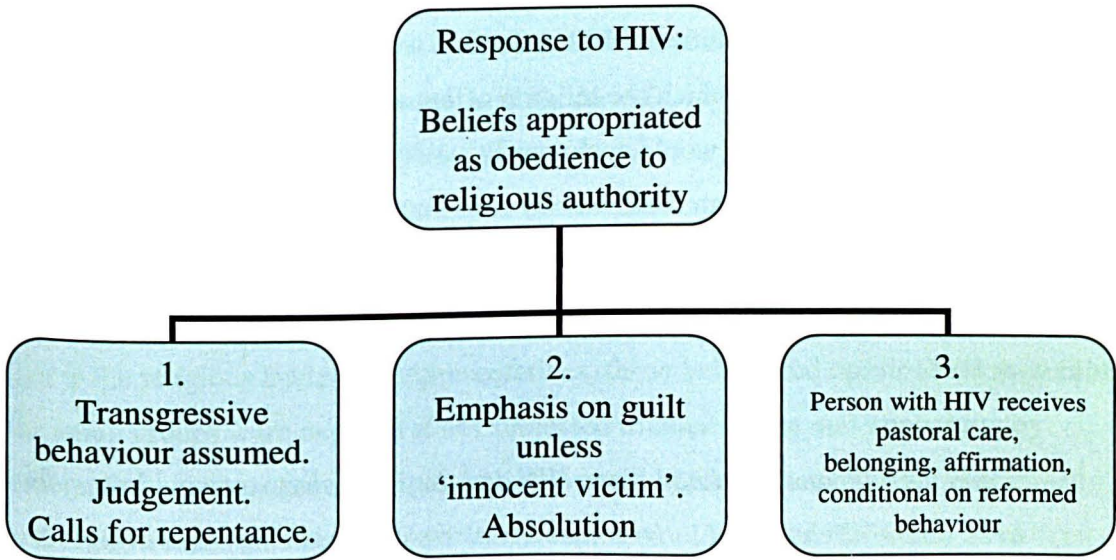 Response to HIV:
Beliefs appropriated
as obedience to
religious authority
1.
Transgressive
behaviour assumed.
Judgement.
Calls for repentance.
2.
Emphasis on guilt
unless
‘innocent victim’.
Absolution
3.
Person with HIV receives
pastoral care,
belonging, affirmation,
conditional on reformed
behaviour